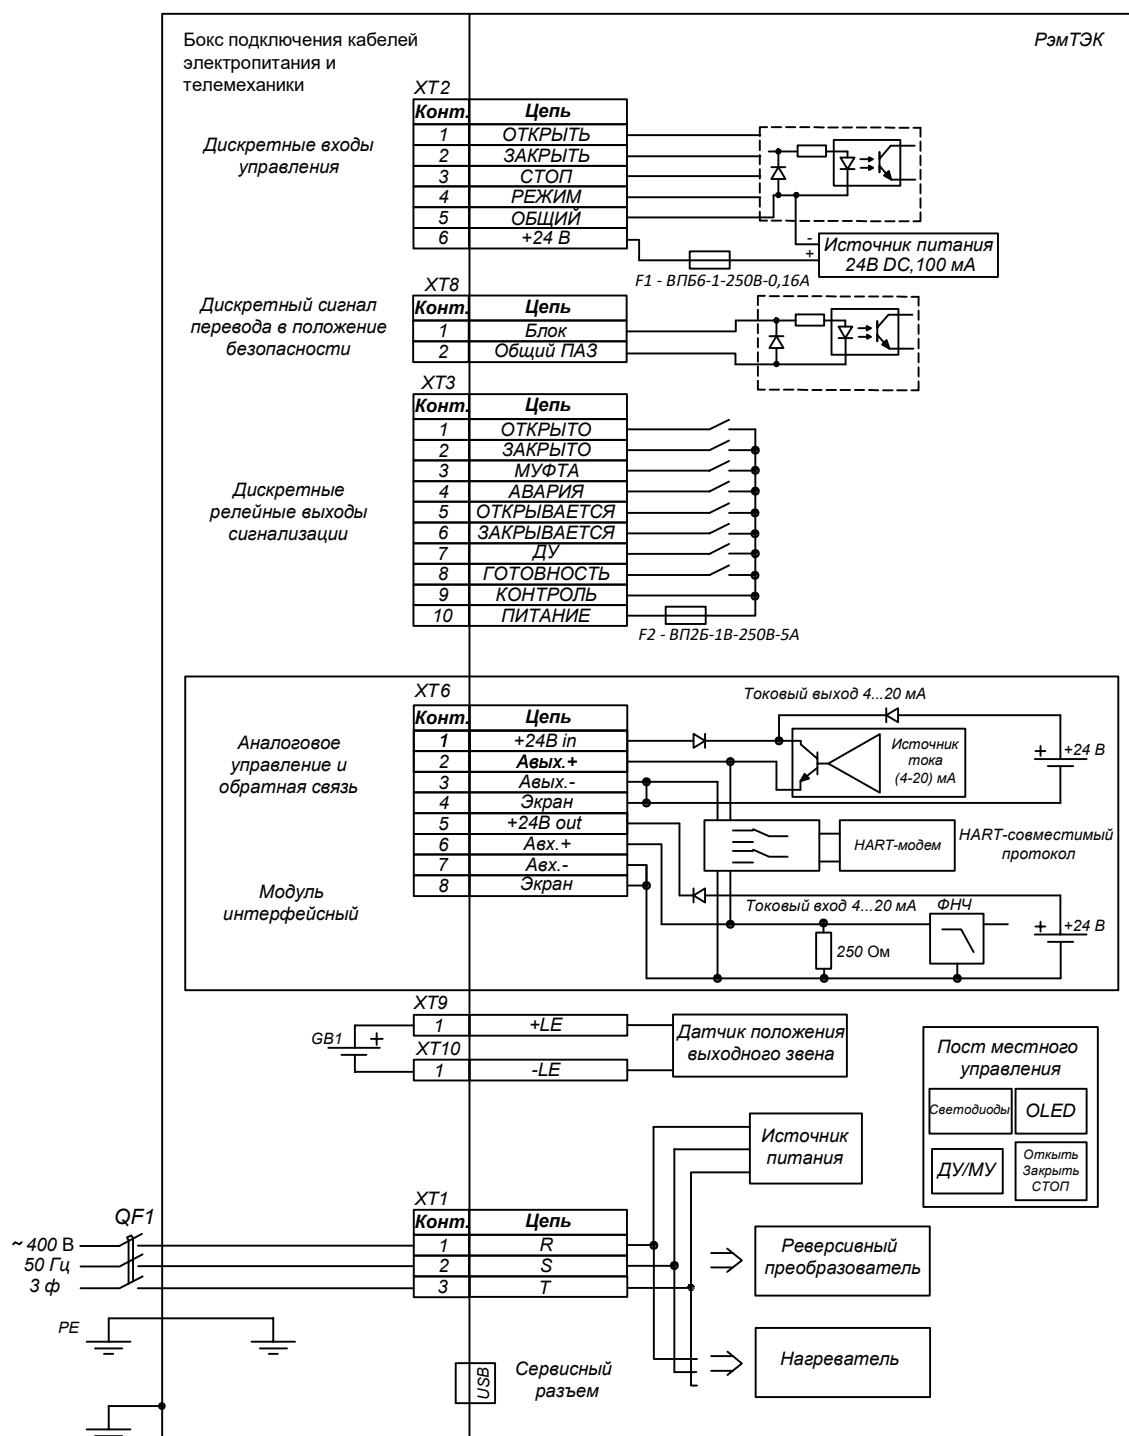 Бокс подключения кабелей
электропитания и
телемеханики
РэмТЭК
XT2
Конт. Цепь
Дискретные входы
управления
1 ОТКРЫТЬ
2 ЗАКРЫТЬ
3 СТОП
4 РЕЖИМ
5 ОБЩИЙ
6 +24 В
-
+
Источник питания
24В DC,100 мА
F1 - ВПБ6-1-250В-0,16А
XT8
Дискретный сигнал
перевода в положение
безопасности
Конт. Цепь
1 Блок
2 Общий ПАЗ
XT3
Конт. Цепь
1 ОТКРЫТО
2 ЗАКРЫТО
3 МУФТА
4 АВАРИЯ
5 ОТКРЫВАЕТСЯ
6 ЗАКРЫВАЕТСЯ
7 ДУ
8 ГОТОВНОСТЬ
9 КОНТРОЛЬ
10 ПИТАНИЕ
Дискретные
релейные выходы
сигнализации
F2 - ВП2Б-1В-250В-5А
XT6
Токовый выход 4...20 мА
Конт. Цепь
1 +24В in
2 Авых.+
3 Авых.-
4 Экран
5 +24В out
6 Авх.+
7 Авх.-
8 Экран
Аналоговое
управление и
обратная связь
Модуль
интерфейсный
Источник
тока
(4-20) мА
+
+24 В
HART-модем
HART-совместимый
протокол
Токовый вход 4...20 мА
ФНЧ
+
+24 В
250 Ом
XT9
1 +LE
GB1 +
XT10
1 -LE
Датчик положения
выходного звена
Пост местного
управления
Светодиоды
OLED
ДУ/МУ
Откыть
Закрыть
СТОП
Источник
питания
XT1
Конт. Цепь
1 R
2 S
3 T
QF1
~ 400 В
50 Гц
3 ф
Реверсивный
преобразователь
PE
Нагреватель
USB
Сервисный
разъем